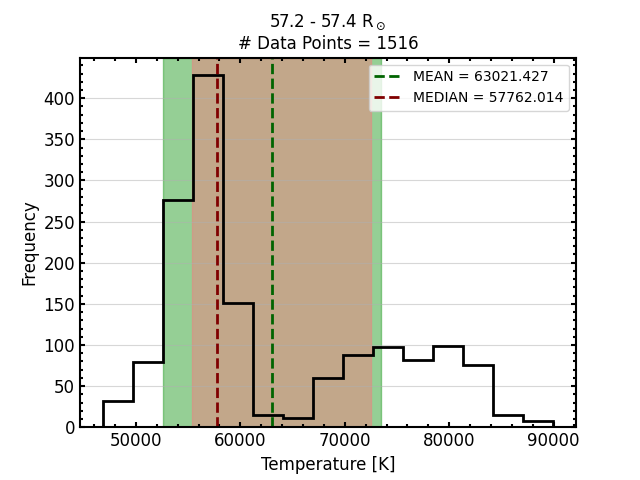 57.2 - 57.4 R⊙
# Data Points = 1516
MEAN = 63021.427
MEDIAN = 57762.014
Frequency
400
350
300
250
200
150
100
50
0
50000 60000 70000 80000 90000
Temperature [K]